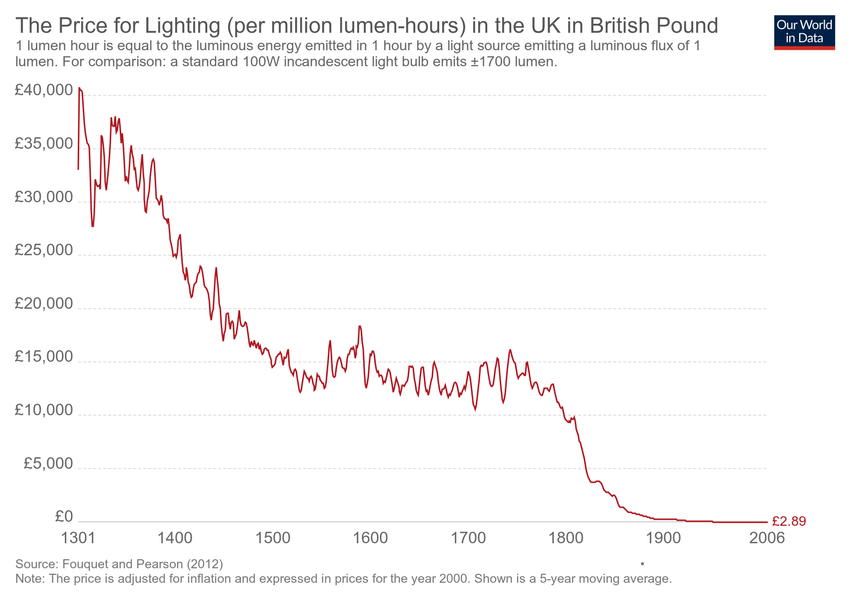 The Price for Lighting (per million lumen-hours) in the UK in British Pound
Our World
in Data
1 lumen hour is equal to the luminous energy emitted in 1 hour by a light source emitting a luminous flux of 1
lumen. For comparison: a standard 100W incandescent light bulb emits ±1700 lumen.
£40,000
£35,000
£30,000
£25,000
£20,000
£15,000
£10,000
£5,000
£0
£2.89
1301 1400 1500 1600 1700 1800 1900 2006
Source: Fouquet and Pearson (2012)
Note: The price is adjusted for inflation and expressed in prices for the year 2000. Shown is a 5-year moving average.